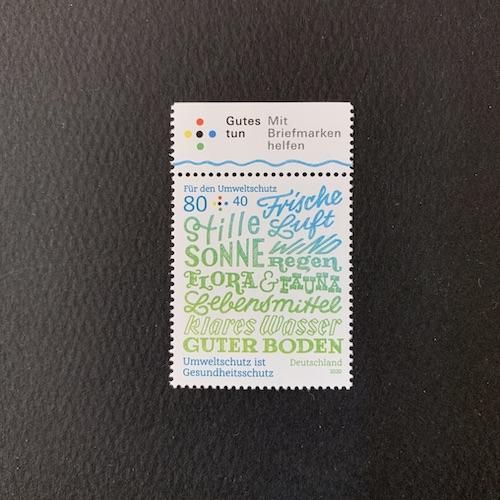 Gutes tun
Mit Briefmarken helfen
Für den Umweltschutz
80 + 40
Frische
Stille Luft
SONNE WIND
Regen
FLORA & FAUNA
Lebensmittel
klares Wasser
GUTER BODEN
Umweltschutz ist Deutschland
Gesundheitsschutz 2020